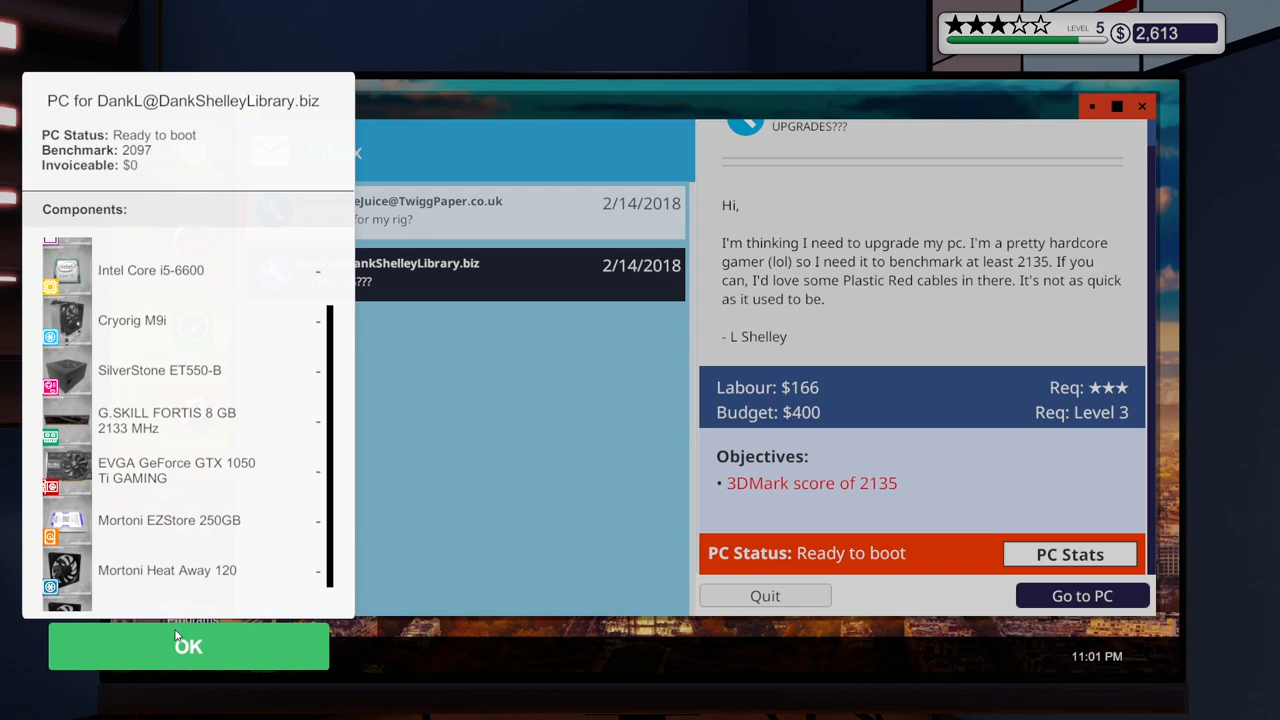 LEVEL 5 $ 2,613
PC for DankL@DankShelleyLibrary.biz
PC Status: Ready to boot
Benchmark: 2097
Invoiceable: $0
Components:
Intel Core i5-6600 -
Cryorig M9i -
SilverStone ET550-B -
G.SKILL FORTIS 8 GB
2133 MHz -
EVGA GeForce GTX 1050
Ti GAMING -
Mortoni EZStore 250GB -
Mortoni Heat Away 120 -
OK
Inbox
eJuice@TwiggPaper.co.uk 2/14/2018
for my rig?
DankL@DankShelleyLibrary.biz 2/14/2018
UPGRADES???
Hi,
I'm thinking I need to upgrade my pc. I'm a pretty hardcore
gamer (lol) so I need it to benchmark at least 2135. If you
can, I'd love some Plastic Red cables in there. It's not as quick
as it used to be.
- L Shelley
Labour: $166 Req: ★★★
Budget: $400 Req: Level 3
Objectives:
• 3DMark score of 2135
PC Status: Ready to boot PC Stats
Quit Go to PC
11:01 PM